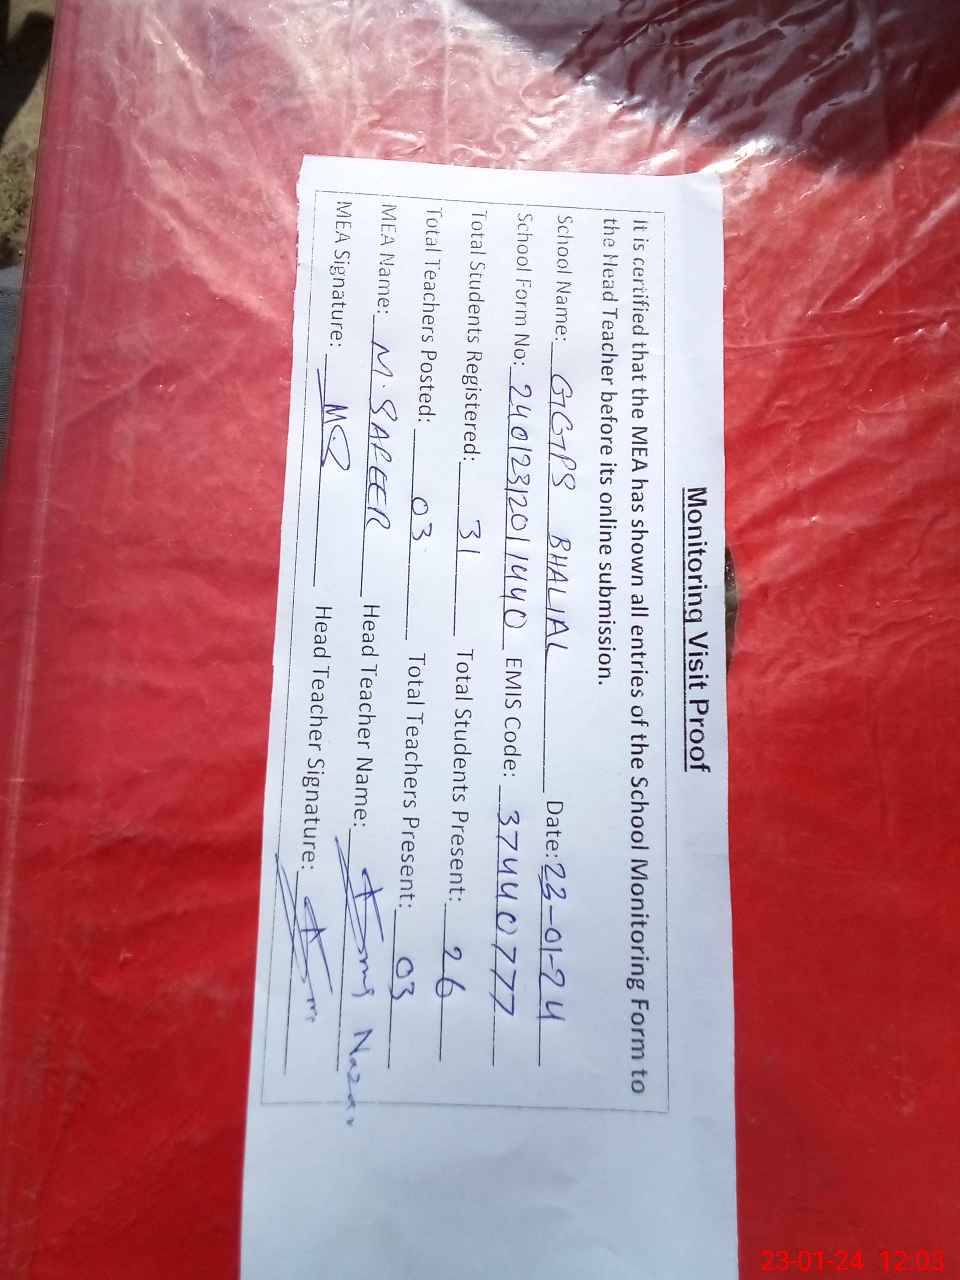 Monitoring Visit Proof
It is certified that the MEA has shown all entries of the School Monitoring Form to
the Head Teacher before its online submission.
School Name: GGPS BHALIAL Date: 23-01-24
School Form No: 2401232011440 EMIS Code: 37440777
Total Students Registered: 31 Total Students Present: 26
Total Teachers Posted: 03 Total Teachers Present: 03
MEA Name: M. SAFEER Head Teacher Name: Nazar
MEA Signature: MS Head Teacher Signature:
23-01-24 12:03